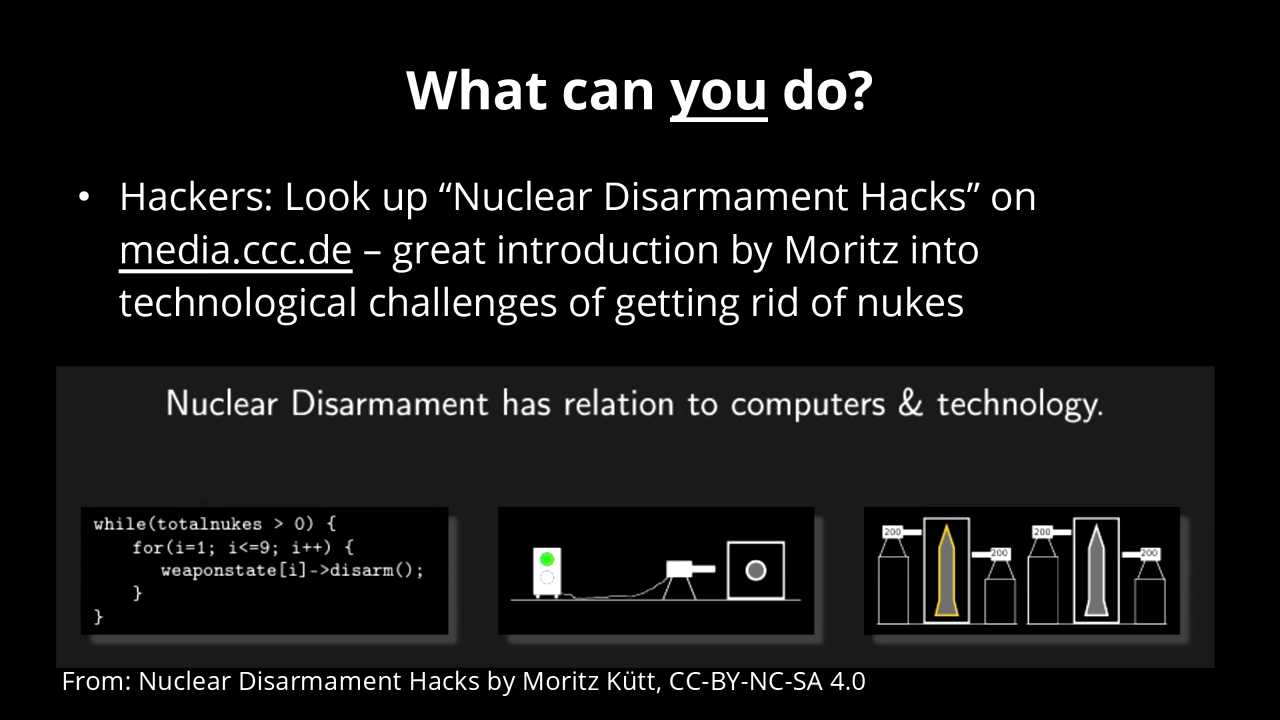 What can you do?
• Hackers: Look up “Nuclear Disarmament Hacks” on
media.ccc.de – great introduction by Moritz into
technological challenges of getting rid of nukes
Nuclear Disarmament has relation to computers & technology.
while(totalnukes > 0) {
for(i=1; i<=9; i++) {
weaponstate[i]->disarm();
}
}
200
200
200
200
From: Nuclear Disarmament Hacks by Moritz Kütt, CC-BY-NC-SA 4.0